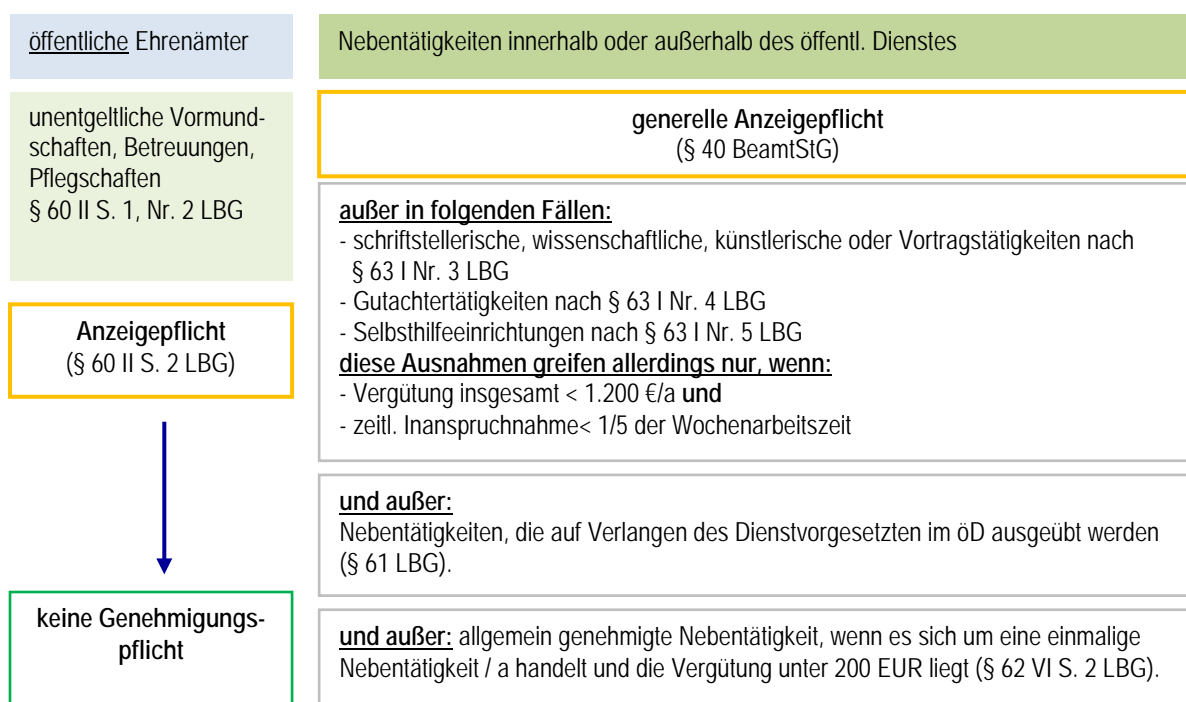 öffentliche Ehrenämter
unentgeltliche Vormund-
schaften, Betreuungen,
Pflegschaften
§ 60 II S. 1, Nr. 2 LBG
Anzeigepflicht
(§ 60 II S. 2 LBG)
keine Genehmigungs-
pflicht
Nebentätigkeiten innerhalb oder außerhalb des öffentl. Dienstes
generelle Anzeigepflicht
(§ 40 BeamtStG)
außer in folgenden Fällen:
- schriftstellerische, wissenschaftliche, künstlerische oder Vortragstätigkeiten nach
§ 63 I Nr. 3 LBG
- Gutachtertätigkeiten nach § 63 I Nr. 4 LBG
- Selbsthilfeeinrichtungen nach § 63 I Nr. 5 LBG
diese Ausnahmen greifen allerdings nur, wenn:
- Vergütung insgesamt < 1.200 €/a und
- zeitl. Inanspruchnahme< 1/5 der Wochenarbeitszeit
und außer:
Nebentätigkeiten, die auf Verlangen des Dienstvorgesetzten im öD ausgeübt werden
(§ 61 LBG).
und außer: allgemein genehmigte Nebentätigkeit, wenn es sich um eine einmalige
Nebentätigkeit / a handelt und die Vergütung unter 200 EUR liegt (§ 62 VI S. 2 LBG).